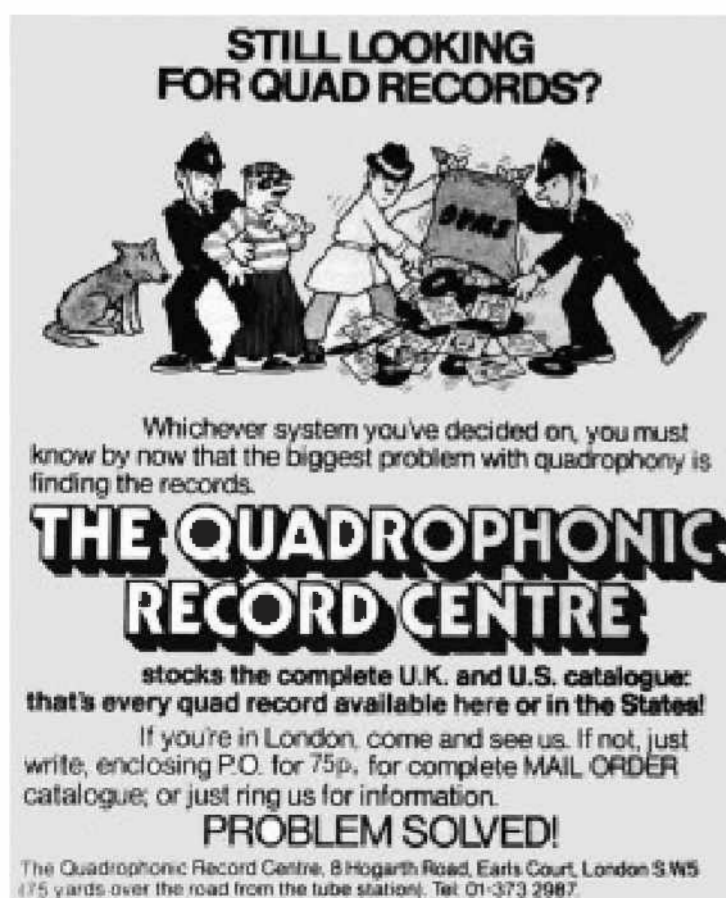 STILL LOOKING
FOR QUAD RECORDS?
Whichever system you've decided on, you must
know by now that the biggest problem with quadrophony is
finding the records.
THE QUADROPHONIC
RECORD CENTRE
stocks the complete U.K. and U.S. catalogue:
that's every quad record available here or in the States!
If you're in London, come and see us. If not, just
write, enclosing P.O. for 75p, for complete MAIL ORDER
catalogue; or just ring us for information.
PROBLEM SOLVED!
The Quadrophonic Record Centre, 8 Hogarth Road, Earls Court, London S.W5
(75 yards over the road from the tube station). Tel: 01-373 2987.